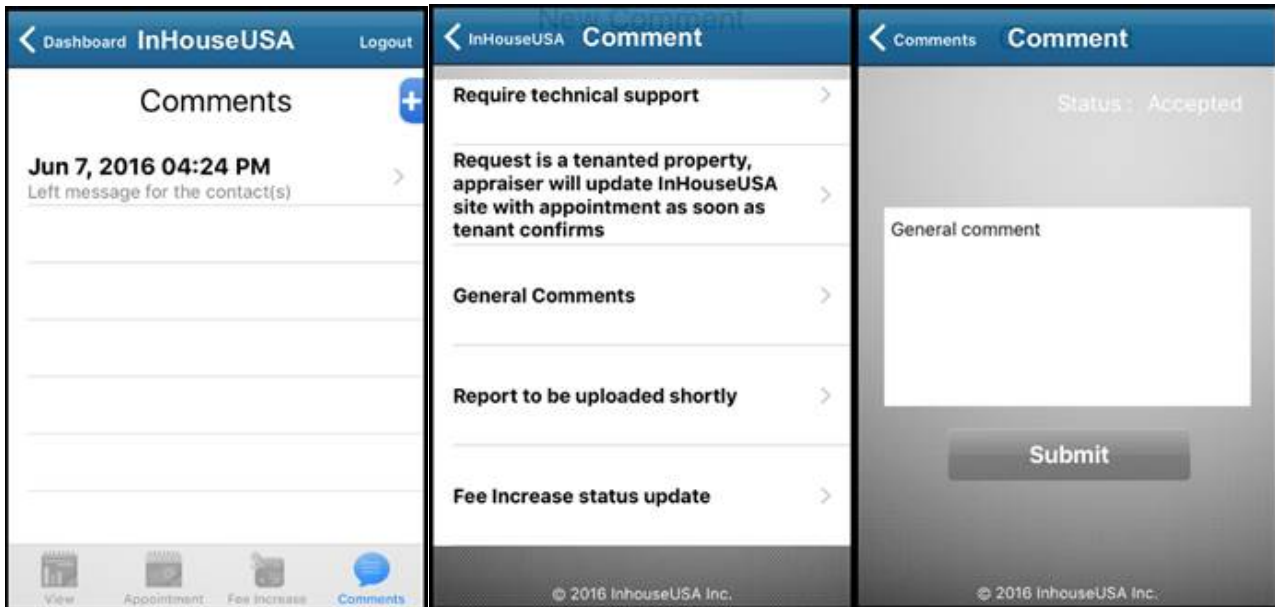 Dashboard InHouseUSA Logout
Comments
+
Jun 7, 2016 04:24 PM
Left message for the contact(s)
View Appointment Fee Increase Comments
New Comment
InHouseUSA Comment
Require technical support
Request is a tenanted property,
appraiser will update InHouseUSA
site with appointment as soon as
tenant confirms
General Comments
Report to be uploaded shortly
Fee Increase status update
© 2016 InhouseUSA Inc.
Comments Comment
Status : Accepted
General comment
Submit
© 2016 InhouseUSA Inc.